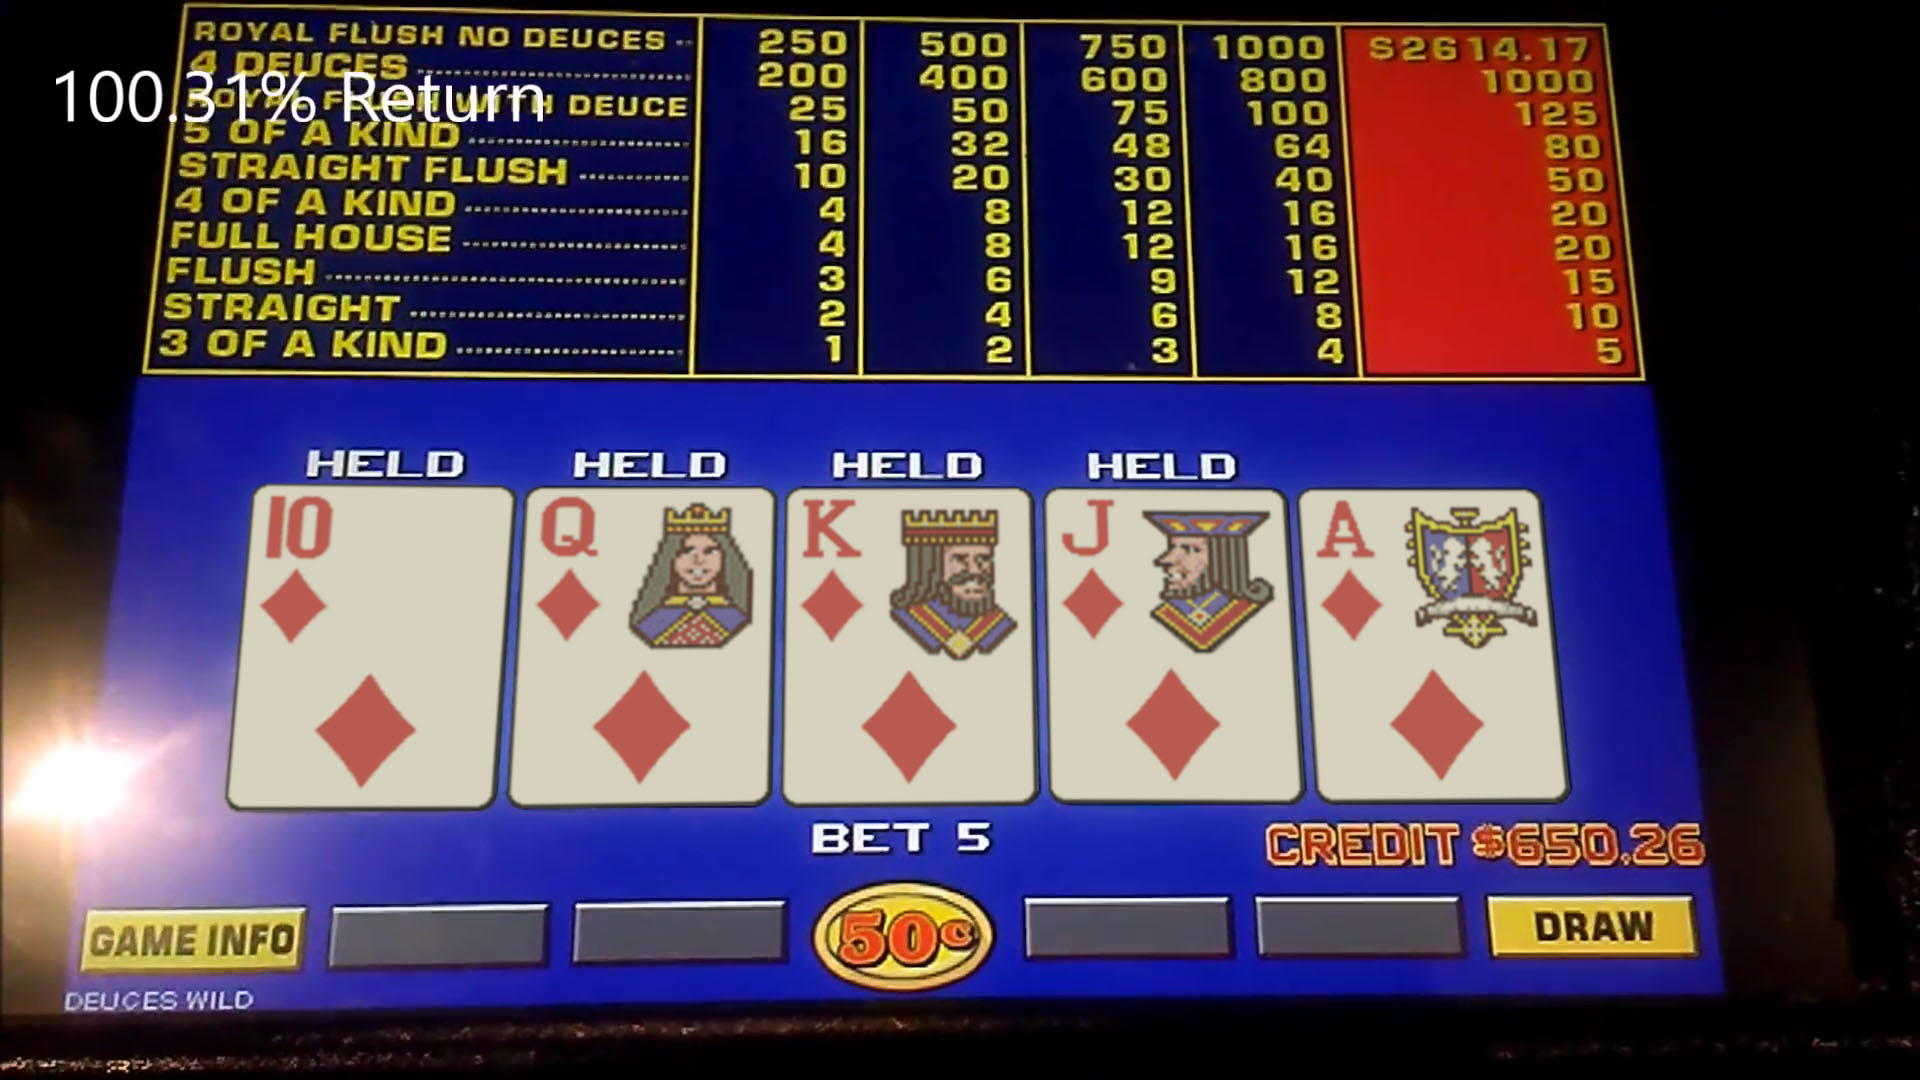 ROYAL FLUSH NO DEUCES 250 500 750 1000 $2614.17
4 DEUCES 200 400 600 800 1000
100.31% Return
ROYAL FLUSH WITH DEUCE 25 50 75 100 125
5 OF A KIND 16 32 48 64 80
STRAIGHT FLUSH 10 20 30 40 50
4 OF A KIND 4 8 12 16 20
FULL HOUSE 4 8 12 16 20
FLUSH 3 6 9 12 15
STRAIGHT 2 4 6 8 10
3 OF A KIND 1 2 3 4 5
HELD HELD HELD HELD
10 Q K J A
BET 5 CREDIT $650.26
GAME INFO 50¢ DRAW
DEUCES WILD